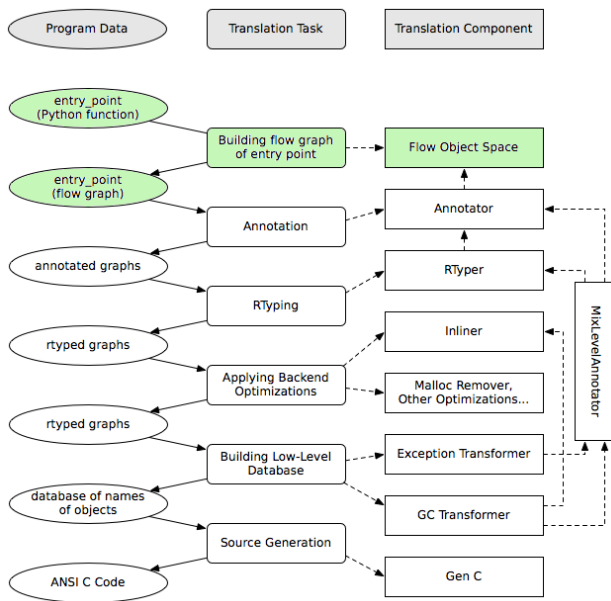 Program Data
Translation Task
Translation Component
entry_point
(Python function)
Building flow graph
of entry point
Flow Object Space
entry_point
(flow graph)
Annotator
Annotation
annotated graphs
RTyper
RTyping
MixLevelAnnotator
Inliner
rtyped graphs
Applying Backend
Optimizations
Malloc Remover,
Other Optimizations...
rtyped graphs
Building Low-Level
Database
Exception Transformer
database of names
of objects
GC Transformer
Source Generation
ANSI C Code
Gen C